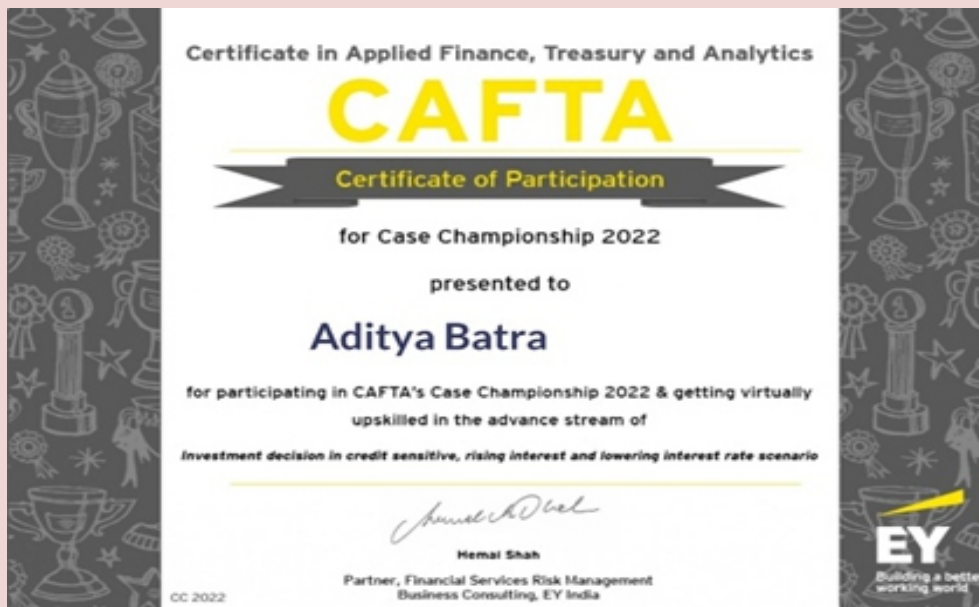 Certificate in Applied Finance, Treasury and Analytics
CAFTA
Certificate of Participation
for Case Championship 2022
presented to
Aditya Batra
for participating in CAFTA's Case Championship 2022 & getting virtually
upskilled in the advance stream of
Investment decision in credit sensitive, rising interest and lowering interest rate scenario
Hemal Shah
Partner, Financial Services Risk Management
Business Consulting, EY India
CC 2022
EY
Building a better
working world